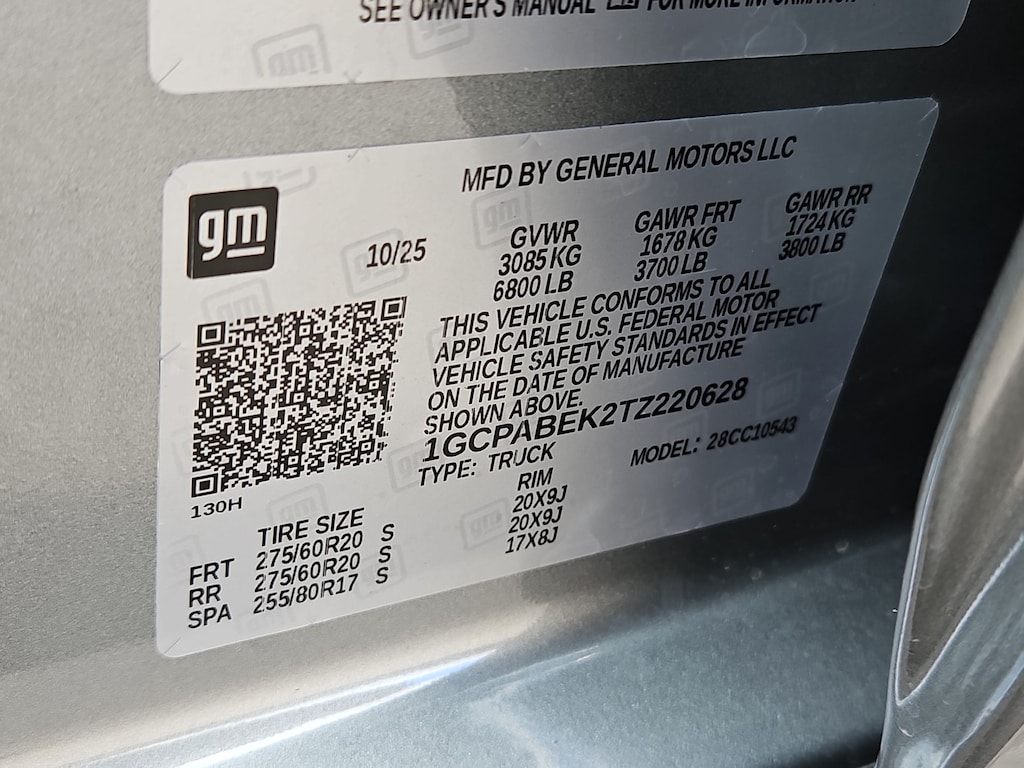 SEE OWNER'S MANUAL FOR MORE INFORMATION
MFD BY GENERAL MOTORS LLC
gm
10/25
GVWR GAWR FRT GAWR RR
3085 KG 1678 KG 1724 KG
6800 LB 3700 LB 3800 LB
THIS VEHICLE CONFORMS TO ALL
APPLICABLE U.S. FEDERAL MOTOR
VEHICLE SAFETY STANDARDS IN EFFECT
ON THE DATE OF MANUFACTURE
SHOWN ABOVE.
1GCPABEK2TZ220628
TYPE: TRUCK MODEL: 28CC10543
130H
TIRE SIZE RIM
FRT 275/60R20 S 20X9J
RR 275/60R20 S 20X9J
SPA 255/80R17 S 17X8J